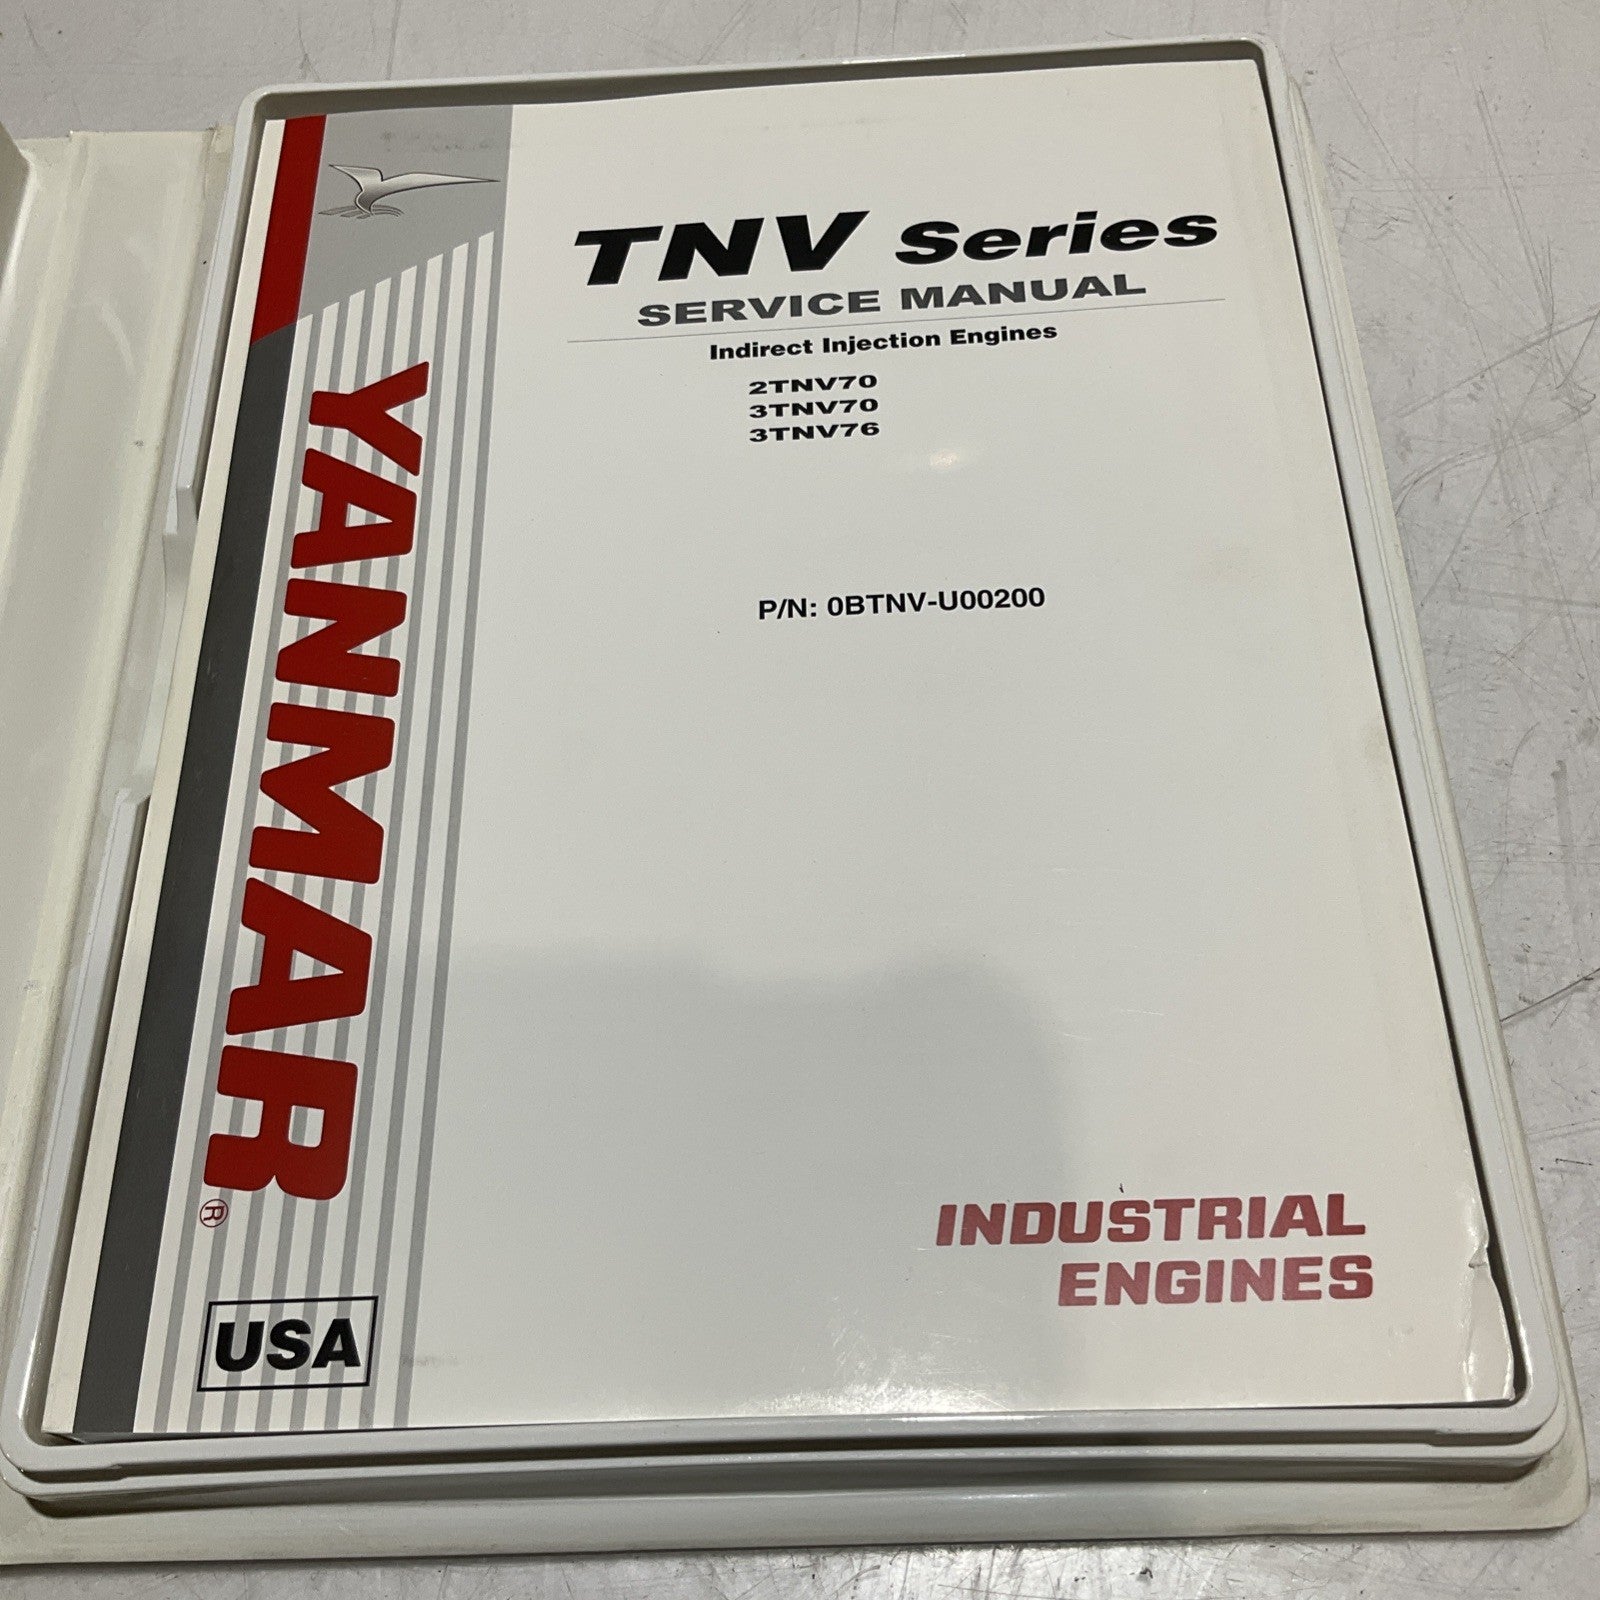 TNV Series
SERVICE MANUAL
Indirect Injection Engines
2TNV70
3TNV70
3TNV76
P/N: 0BTNV-U00200
YANMAR®
INDUSTRIAL
ENGINES
USA